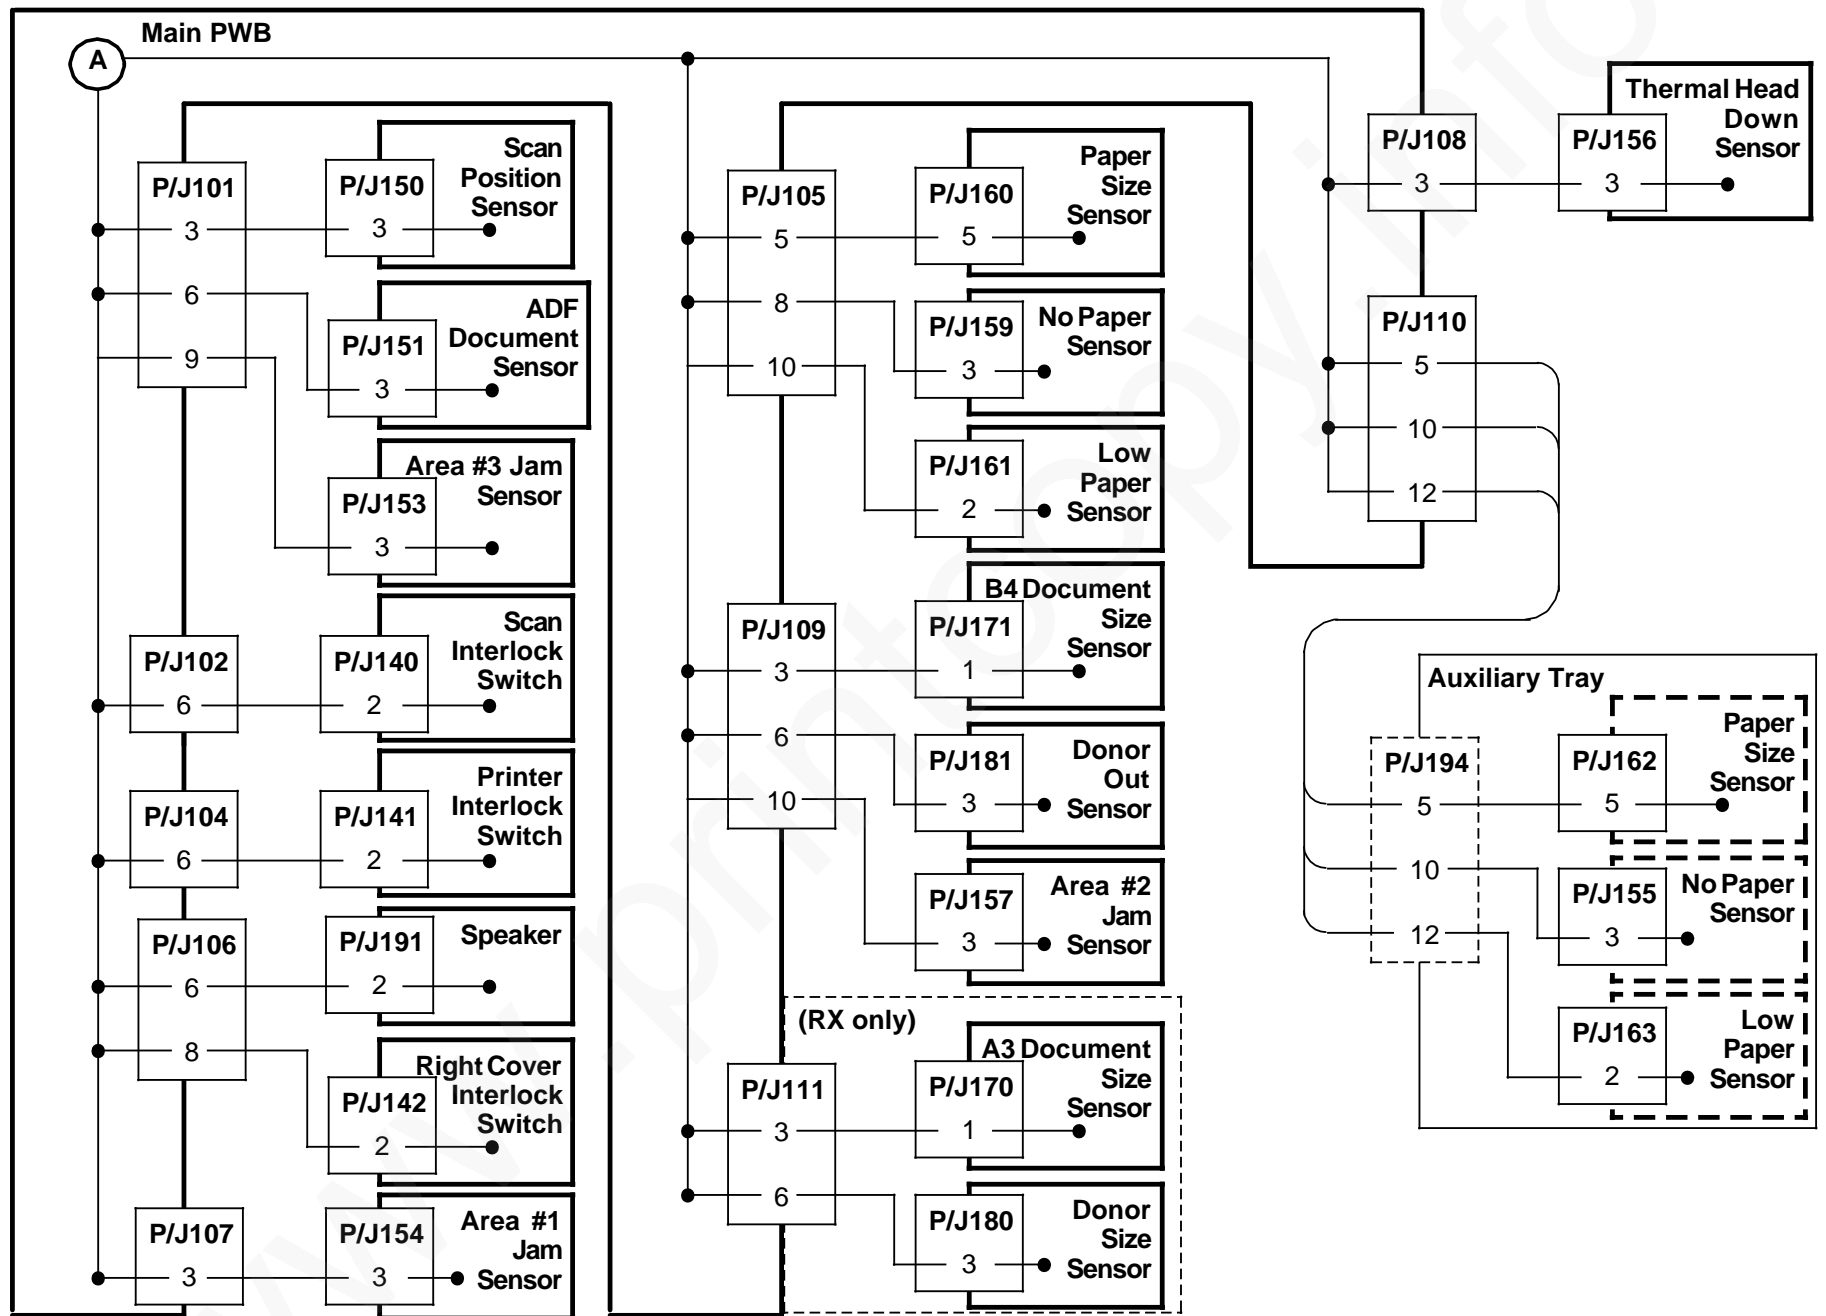 Main PWB
A
P/J101
3
6
9
P/J150
3
Scan
Position
Sensor
P/J151
3
ADF
Document
Sensor
P/J153
3
Area #3 Jam
Sensor
P/J102
6
P/J140
2
Scan
Interlock
Switch
P/J104
6
P/J141
2
Printer
Interlock
Switch
P/J106
6
8
P/J191
2
Speaker
P/J142
2
Right Cover
Interlock
Switch
P/J107
3
P/J154
3
Area #1
Jam
Sensor
P/J105
5
8
10
P/J160
5
Paper
Size
Sensor
P/J159
3
No Paper
Sensor
P/J161
2
Low
Paper
Sensor
P/J109
3
6
10
P/J171
1
B4 Document
Size
Sensor
P/J181
3
Donor
Out
Sensor
P/J157
3
Area #2
Jam
Sensor
(RX only)
P/J111
3
6
P/J170
1
A3 Document
Size
Sensor
P/J180
3
Donor
Size
Sensor
P/J108
3
P/J156
3
Thermal Head
Down
Sensor
P/J110
5
10
12
Auxiliary Tray
P/J194
5
10
12
P/J162
5
Paper
Size
Sensor
P/J155
3
No Paper
Sensor
P/J163
2
Low
Paper
Sensor
www.printcopy.info